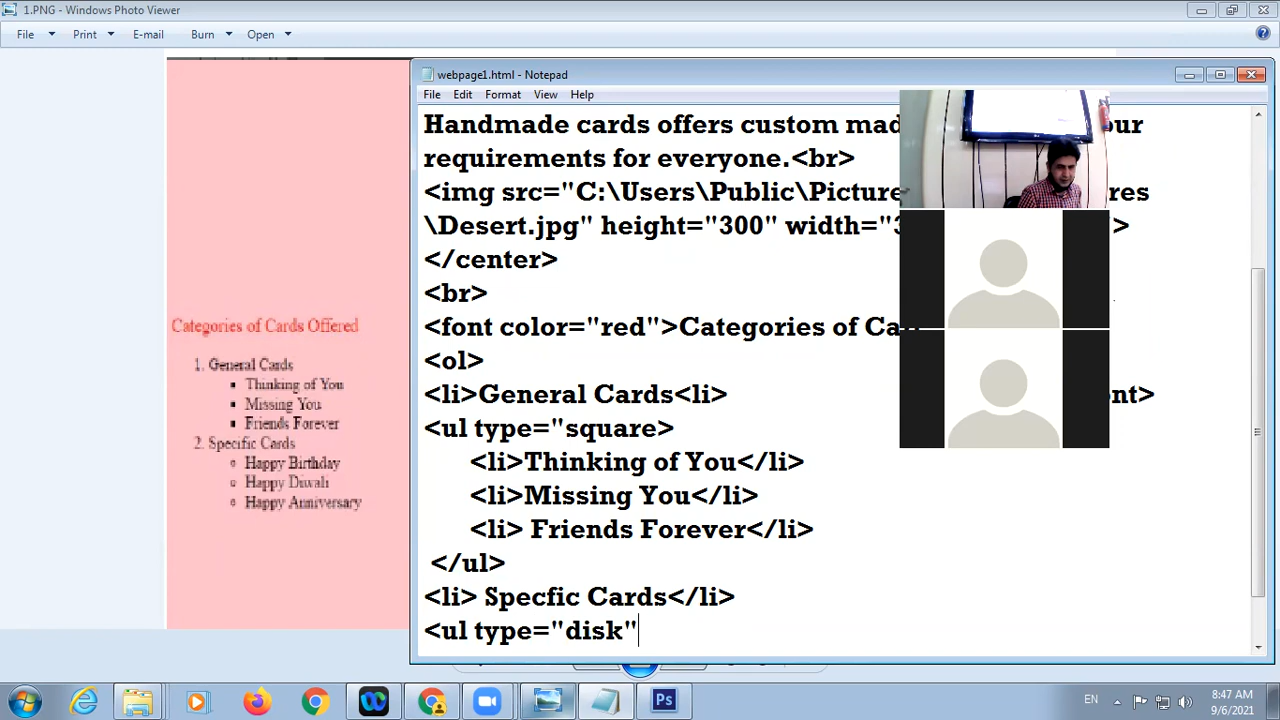 1.PNG - Windows Photo Viewer
File Print E-mail Burn Open
webpage1.html - Notepad
File Edit Format View Help
Handmade cards offers custom mad ur
requirements for everyone.<br>
<img src="C:\Users\Public\Picture res
\Desert.jpg" height="300" width=" >
</center>
<br>
<font color="red">Categories of Car
<ol>
<li>General Cards<li> ont>
<ul type="square>
<li>Thinking of You</li>
<li>Missing You</li>
<li> Friends Forever</li>
</ul>
<li> Specfic Cards</li>
<ul type="disk"
Categories of Cards Offered
1. General Cards
Thinking of You
Missing You
Friends Forever
2. Specific Cards
Happy Birthday
Happy Diwali
Happy Anniversary
EN
8:47 AM
9/6/2021
Ps